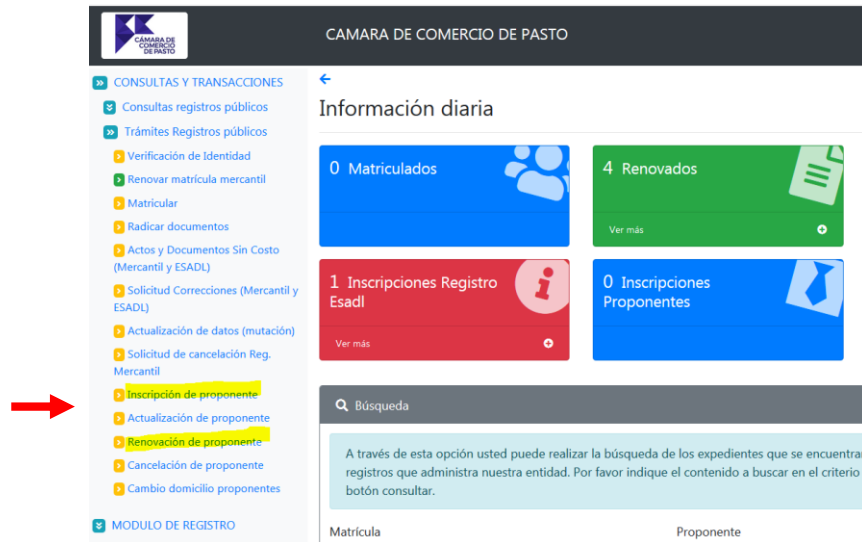 CÁMARA DE
COMERCIO
DE PASTO
CAMARA DE COMERCIO DE PASTO
CONSULTAS Y TRANSACCIONES
Consultas registros públicos
Trámites Registros públicos
Verificación de Identidad
Renovar matrícula mercantil
Matricular
Radicar documentos
Actos y Documentos Sin Costo
(Mercantil y ESADL)
Solicitud Correcciones (Mercantil y
ESADL)
Actualización de datos (mutación)
Solicitud de cancelación Reg.
Mercantil
Inscripción de proponente
Actualización de proponente
Renovación de proponente
Cancelación de proponente
Cambio domicilio proponentes
MODULO DE REGISTRO
Información diaria
0 Matriculados
4 Renovados
Ver más
1 Inscripciones Registro
Esadl
Ver más
0 Inscripciones
Proponentes
Búsqueda
A través de esta opción usted puede realizar la búsqueda de los expedientes que se encuentra
registros que administra nuestra entidad. Por favor indique el contenido a buscar en el criterio
botón consultar.
Matrícula
Proponente